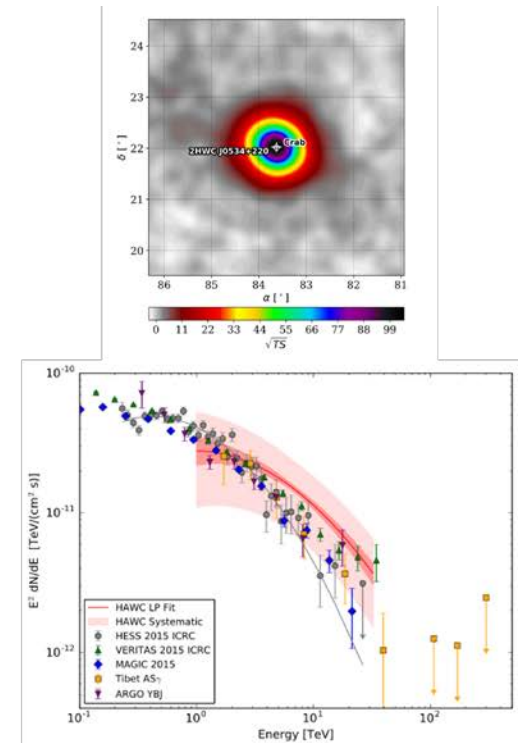 24
23
22
21
20
δ [ ° ]
2HWC J0534+220
Crab
86 85 84 83 82 81
α [ ° ]
0 11 22 33 44 55 66 77 88 99
√TS
10⁻¹⁰
10⁻¹¹
10⁻¹²
E² dN/dE [TeV/(cm² s)]
HAWC LP Fit
HAWC Systematic
HESS 2015 ICRC
VERITAS 2015 ICRC
MAGIC 2015
Tibet ASγ
ARGO YBJ
10⁻¹ 10⁰ 10¹ 10²
Energy [TeV]